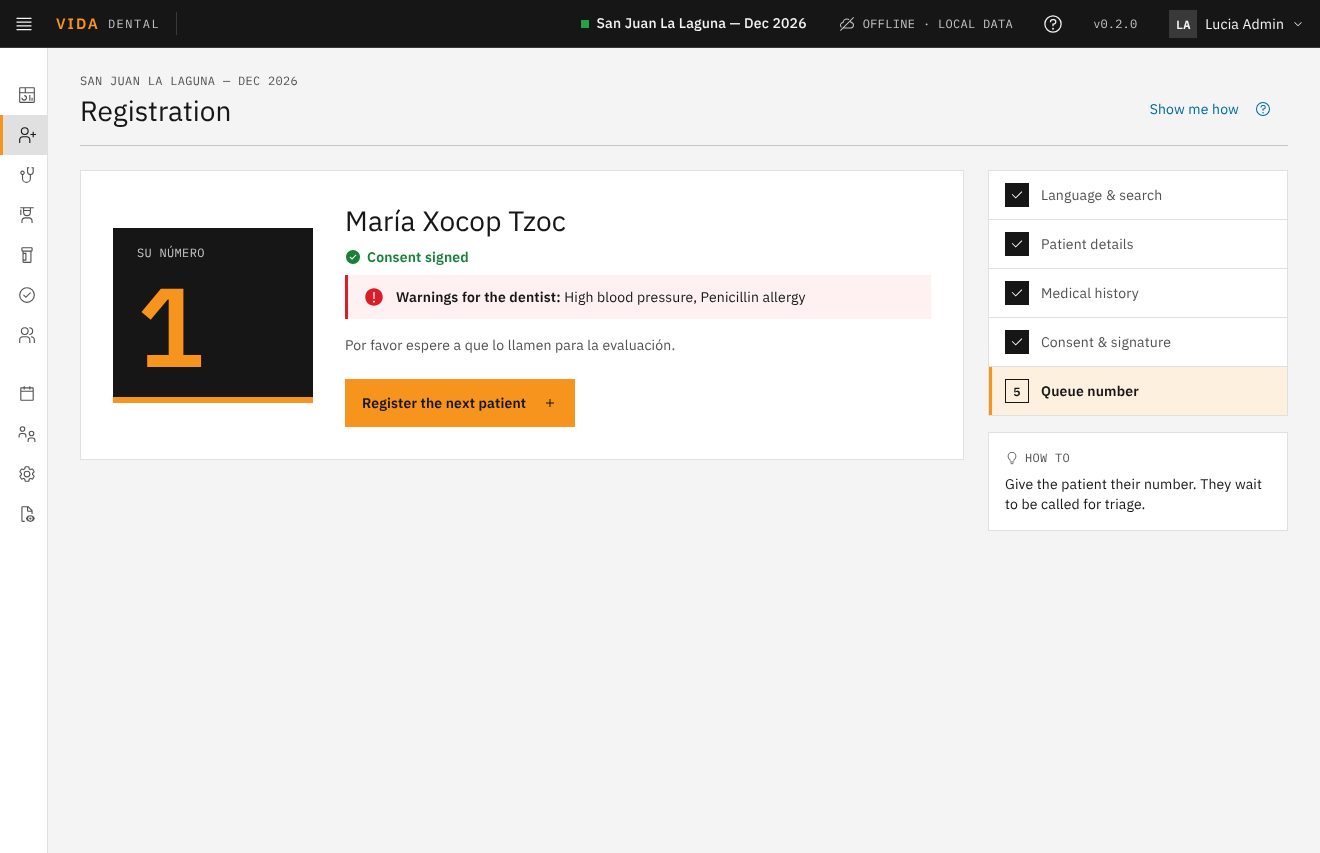 VIDA DENTAL
San Juan La Laguna — Dec 2026
OFFLINE · LOCAL DATA
v0.2.0
LA
Lucia Admin
SAN JUAN LA LAGUNA — DEC 2026
Registration
Show me how
SU NÚMERO
1
María Xocop Tzoc
Consent signed
Warnings for the dentist: High blood pressure, Penicillin allergy
Por favor espere a que lo llamen para la evaluación.
Register the next patient +
Language & search
Patient details
Medical history
Consent & signature
5 Queue number
HOW TO
Give the patient their number. They wait
to be called for triage.